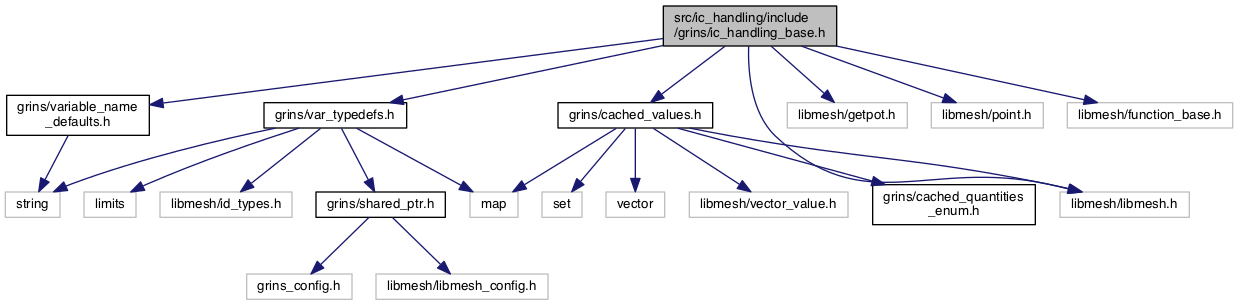 src/ic_handling/include
/grins/ic_handling_base.h
grins/variable_name
_defaults.h
grins/var_typedefs.h
grins/cached_values.h
libmesh/getpot.h
libmesh/point.h
libmesh/function_base.h
string
limits
libmesh/id_types.h
grins/shared_ptr.h
map
set
vector
libmesh/vector_value.h
grins/cached_quantities
_enum.h
libmesh/libmesh.h
grins_config.h
libmesh/libmesh_config.h